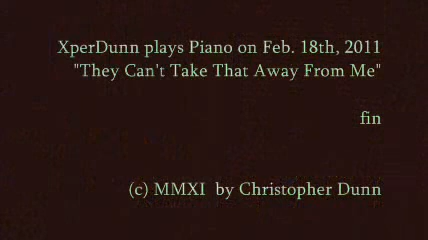 XperDunn plays Piano on Feb. 18th, 2011
"They Can't Take That Away From Me"
fin
(c) MMXI  by Christopher Dunn